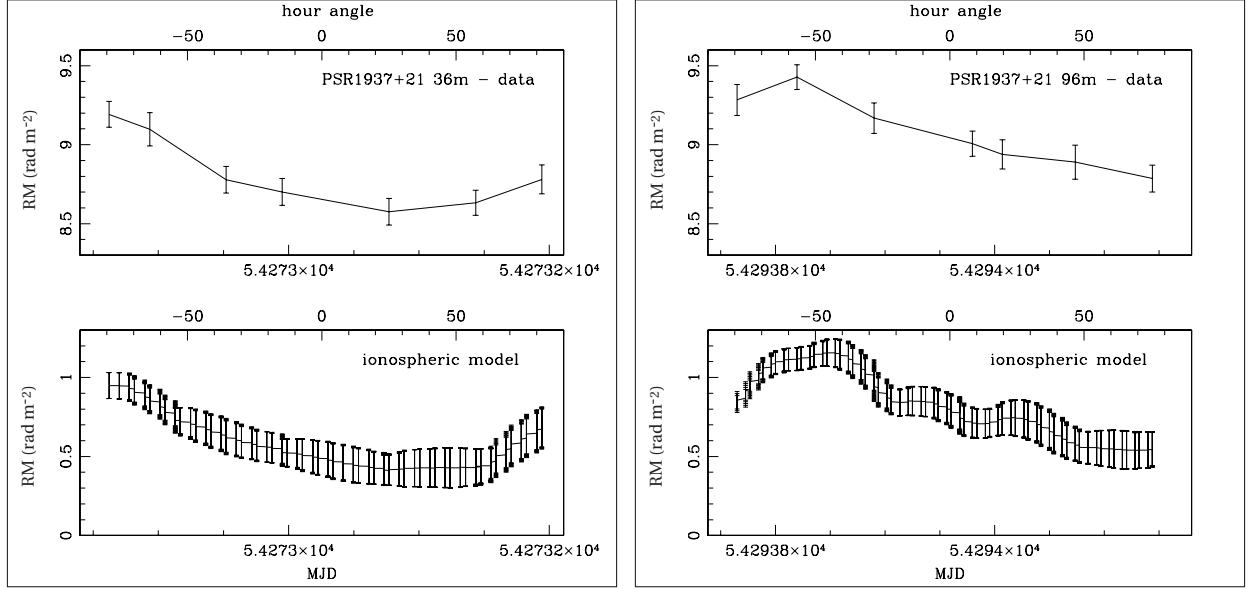 hour angle
−50 0 50
PSR1937+21 36m − data
9.5
9
8.5
RM (rad m-2)
5.4273×10⁴ 5.42732×10⁴
−50 0 50
ionospheric model
1
0.5
0
RM (rad m-2)
5.4273×10⁴ 5.42732×10⁴
MJD
hour angle
−50 0 50
PSR1937+21 96m − data
9.5
9
8.5
RM (rad m-2)
5.42938×10⁴ 5.4294×10⁴
−50 0 50
ionospheric model
1
0.5
0
RM (rad m-2)
5.42938×10⁴ 5.4294×10⁴
MJD